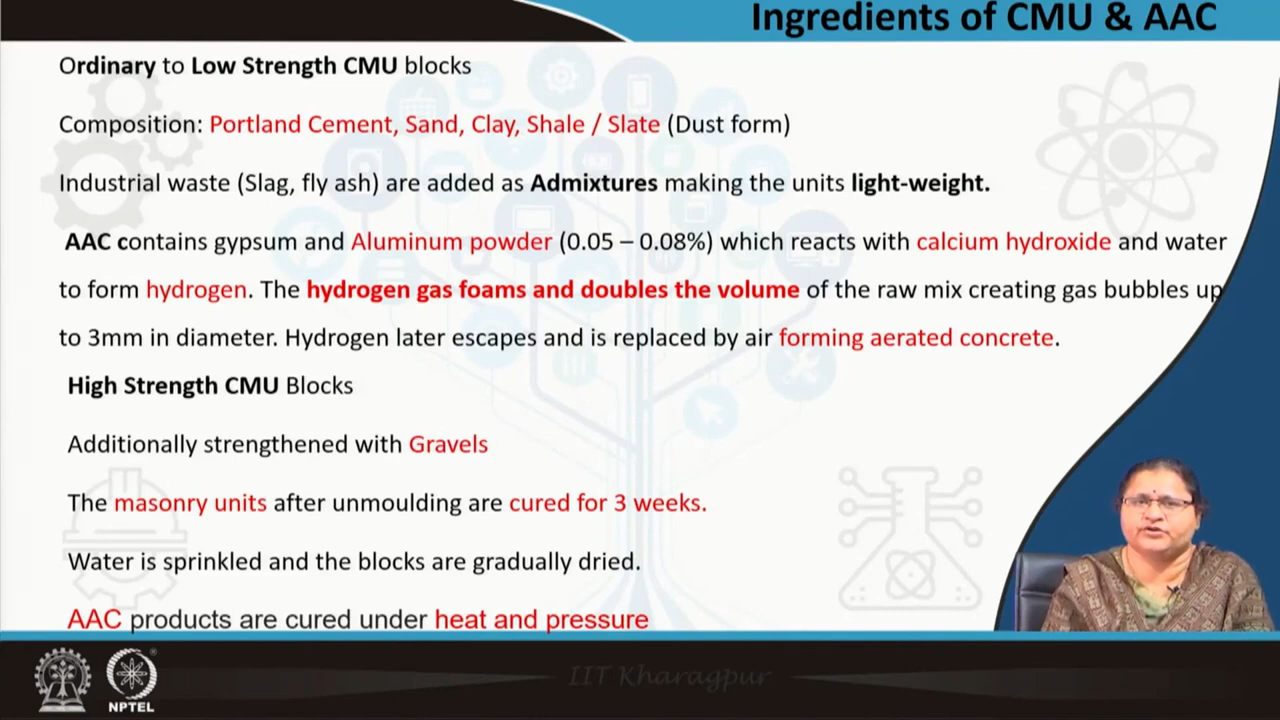 Ingredients of CMU & AAC
Ordinary to Low Strength CMU blocks
Composition: Portland Cement, Sand, Clay, Shale / Slate (Dust form)
Industrial waste (Slag, fly ash) are added as Admixtures making the units light-weight.
AAC contains gypsum and Aluminum powder (0.05 – 0.08%) which reacts with calcium hydroxide and water
to form hydrogen. The hydrogen gas foams and doubles the volume of the raw mix creating gas bubbles up
to 3mm in diameter. Hydrogen later escapes and is replaced by air forming aerated concrete.
High Strength CMU Blocks
Additionally strengthened with Gravels
The masonry units after unmoulding are cured for 3 weeks.
Water is sprinkled and the blocks are gradually dried.
AAC products are cured under heat and pressure
IIT Kharagpur
®
NPTEL